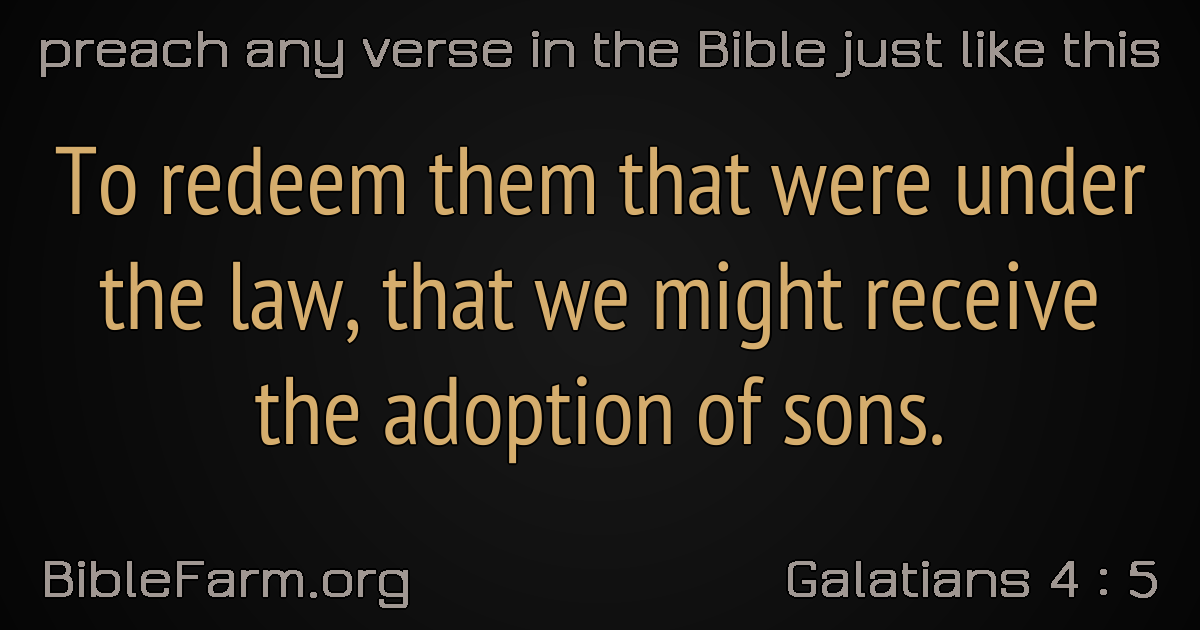 preach any verse in the Bible just like this
To redeem them that were under
the law, that we might receive
the adoption of sons.
BibleFarm.org
Galatians 4 : 5